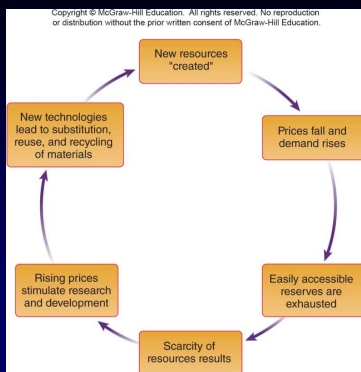 Copyright © McGraw-Hill Education. All rights reserved. No reproduction
or distribution without the prior written consent of McGraw-Hill Education.
New resources
"created"
Prices fall and
demand rises
Easily accessible
reserves are
exhausted
Scarcity of
resources results
Rising prices
stimulate research
and development
New technologies
lead to substitution,
reuse, and recycling
of materials